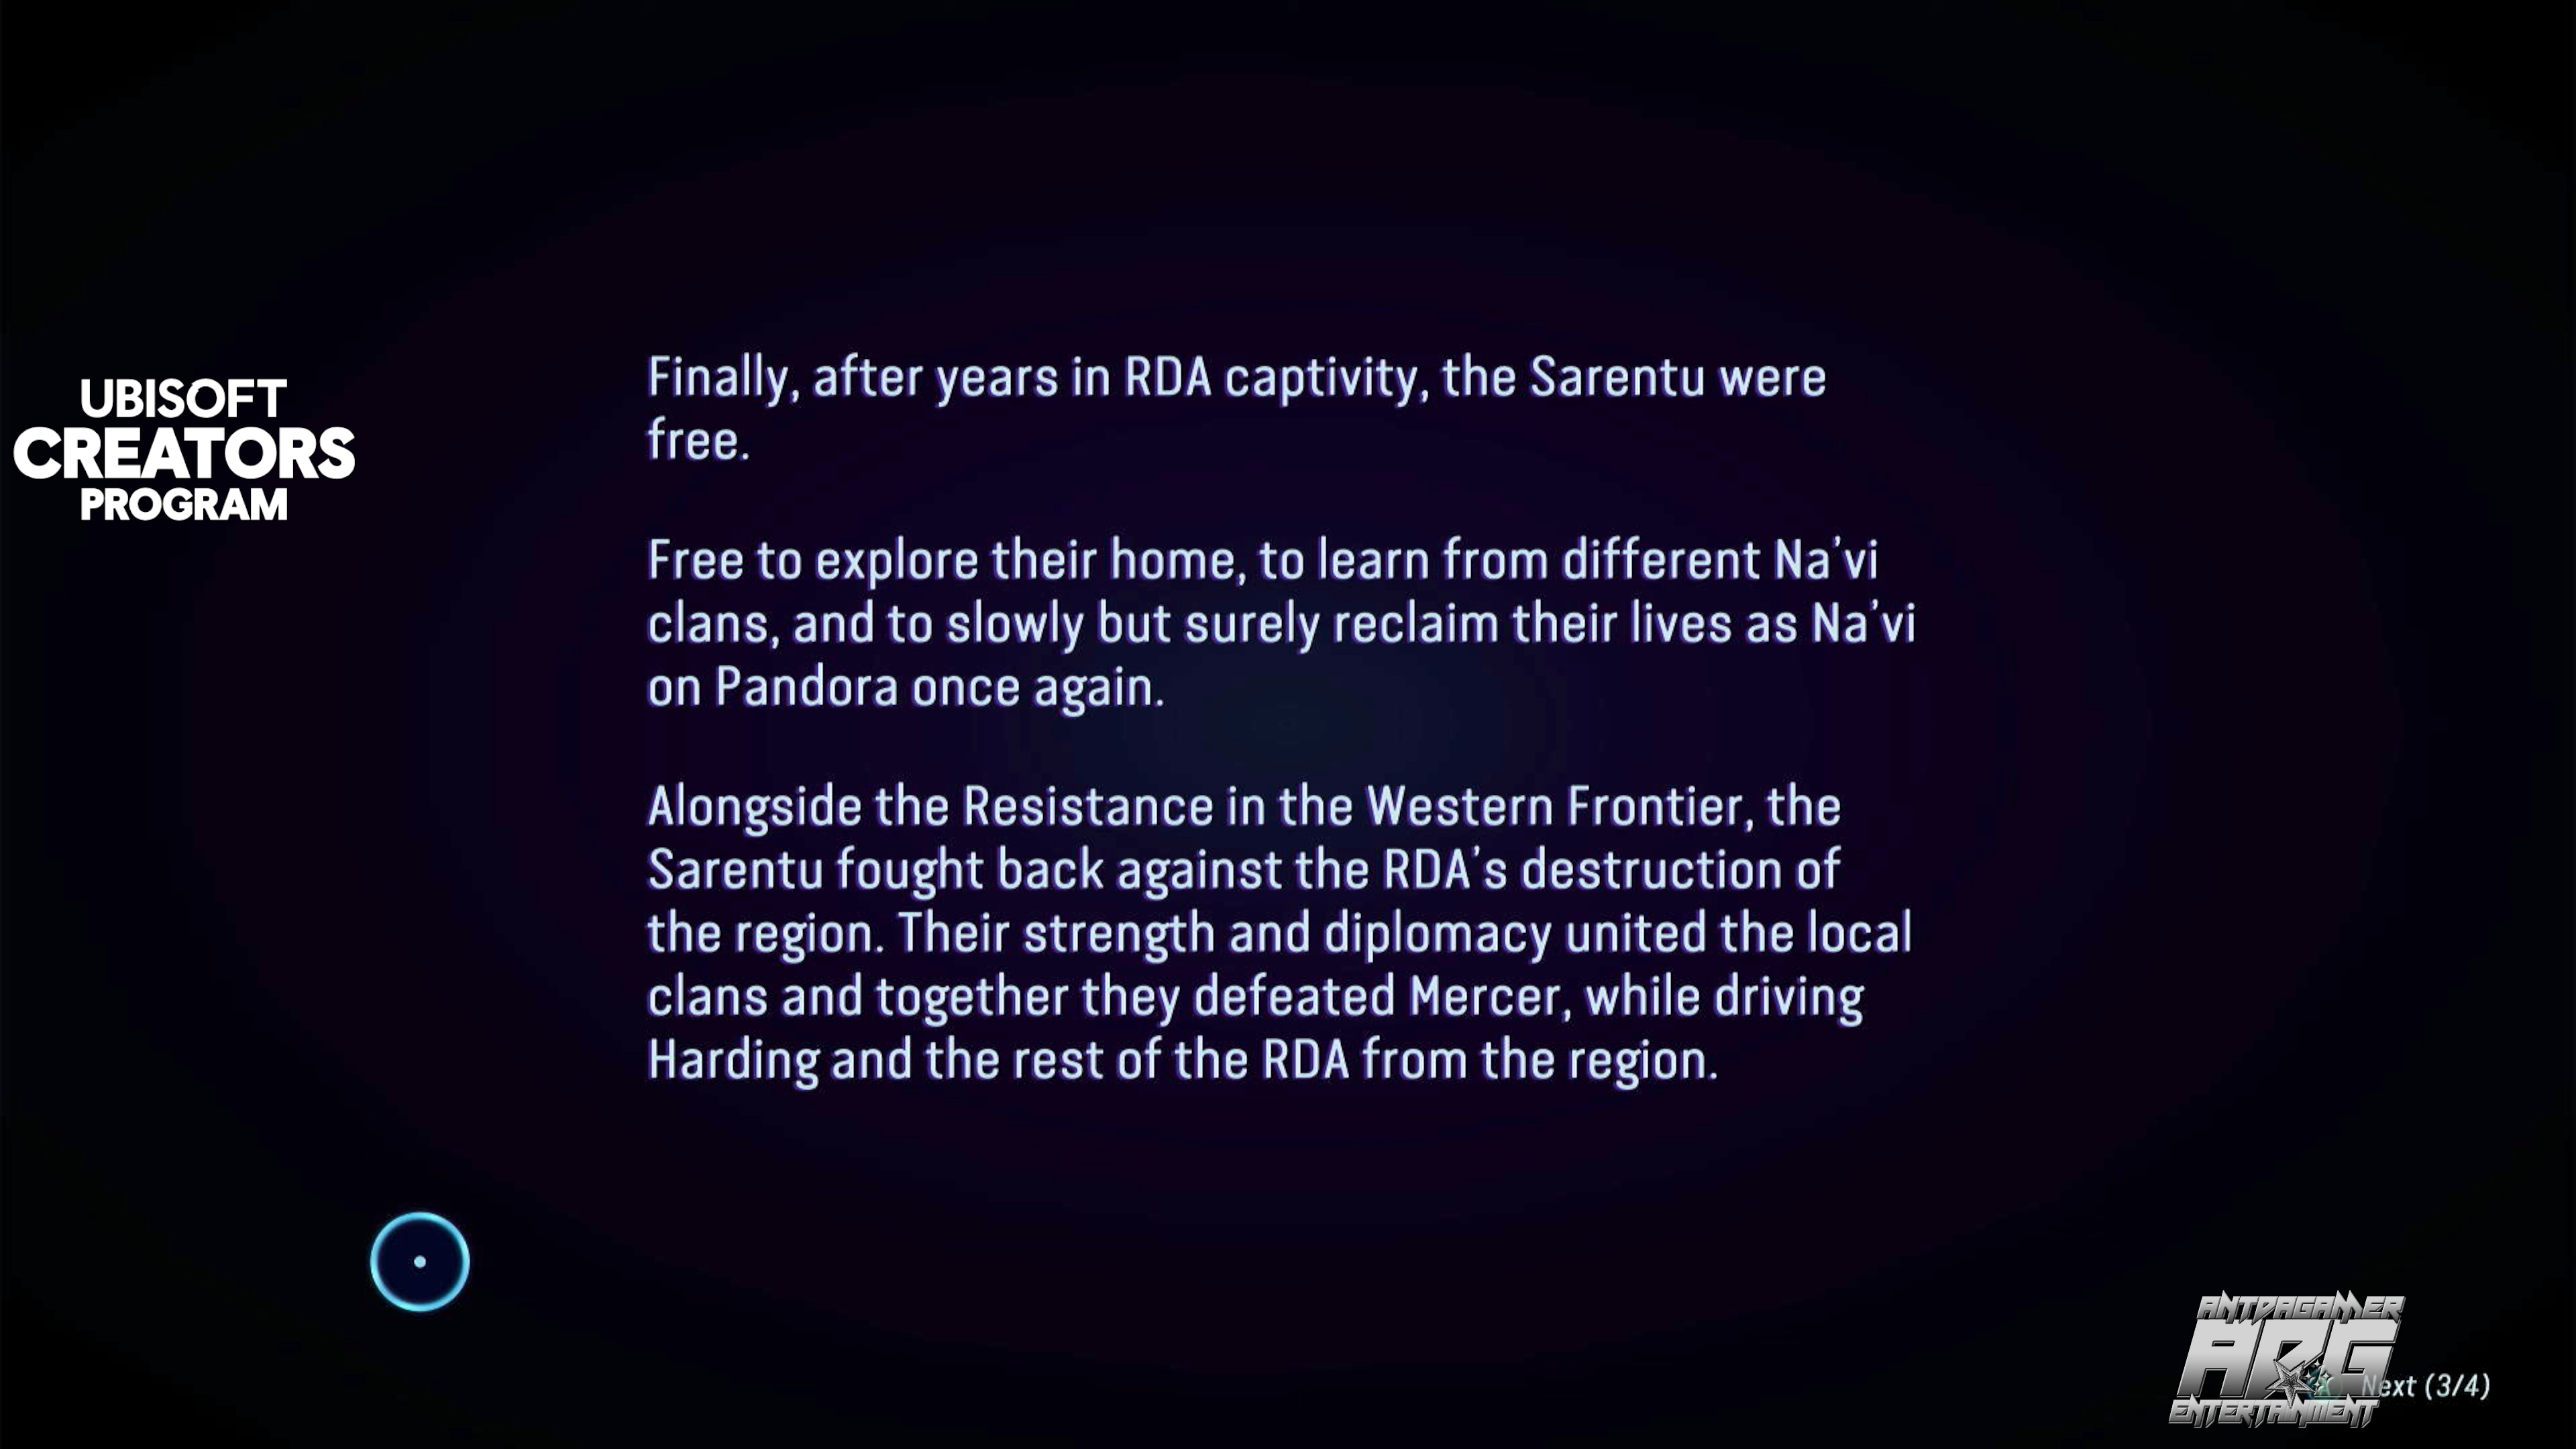 UBISOFT
CREATORS
PROGRAM
Finally, after years in RDA captivity, the Sarentu were
free.
Free to explore their home, to learn from different Na'vi
clans, and to slowly but surely reclaim their lives as Na'vi
on Pandora once again.
Alongside the Resistance in the Western Frontier, the
Sarentu fought back against the RDA's destruction of
the region. Their strength and diplomacy united the local
clans and together they defeated Mercer, while driving
Harding and the rest of the RDA from the region.
ANTDAGAMER
ADG
ENTERTAINMENT
Next (3/4)